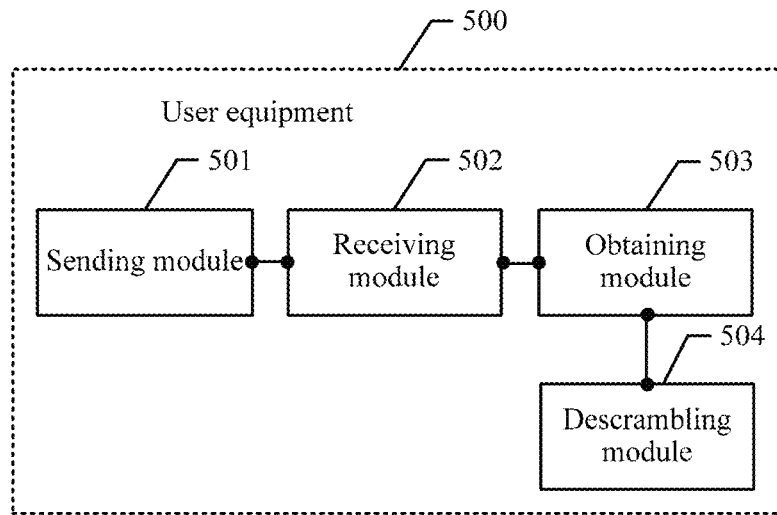 500
User equipment
501
502
503
Sending module
Receiving
module
Obtaining
module
504
Descrambling
module